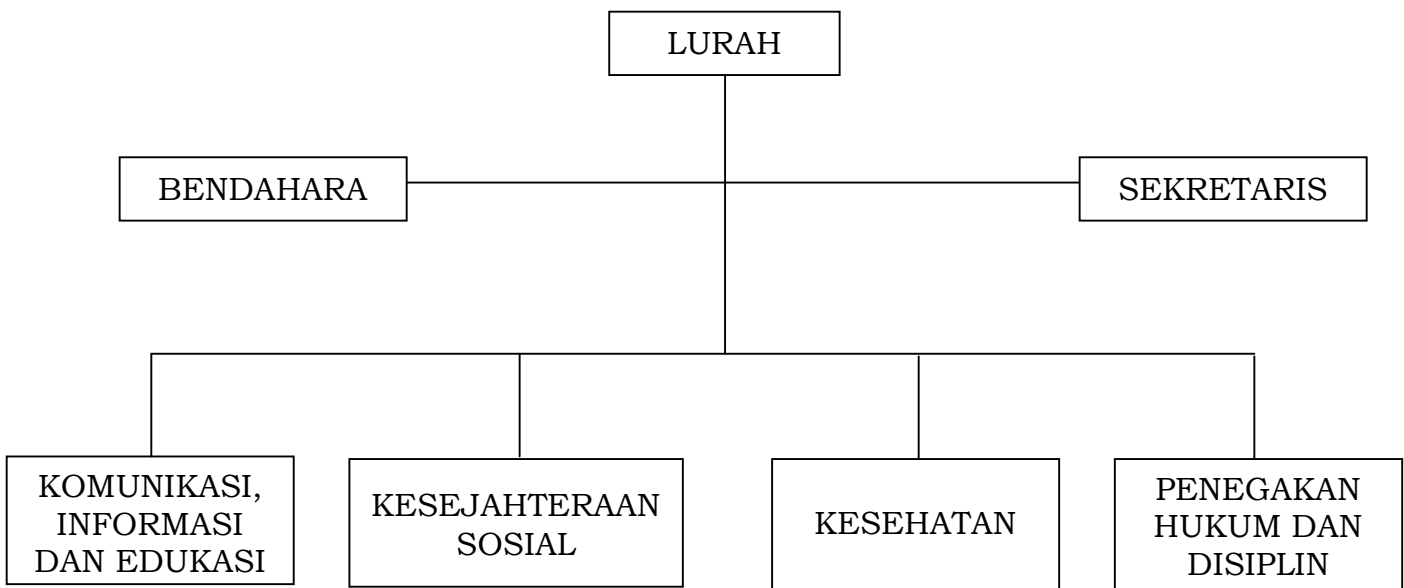 LURAH
BENDAHARA
SEKRETARIS
KOMUNIKASI,
INFORMASI
DAN EDUKASI
KESEJAHTERAAN
SOSIAL
KESEHATAN
PENEGAKAN
HUKUM DAN
DISIPLIN